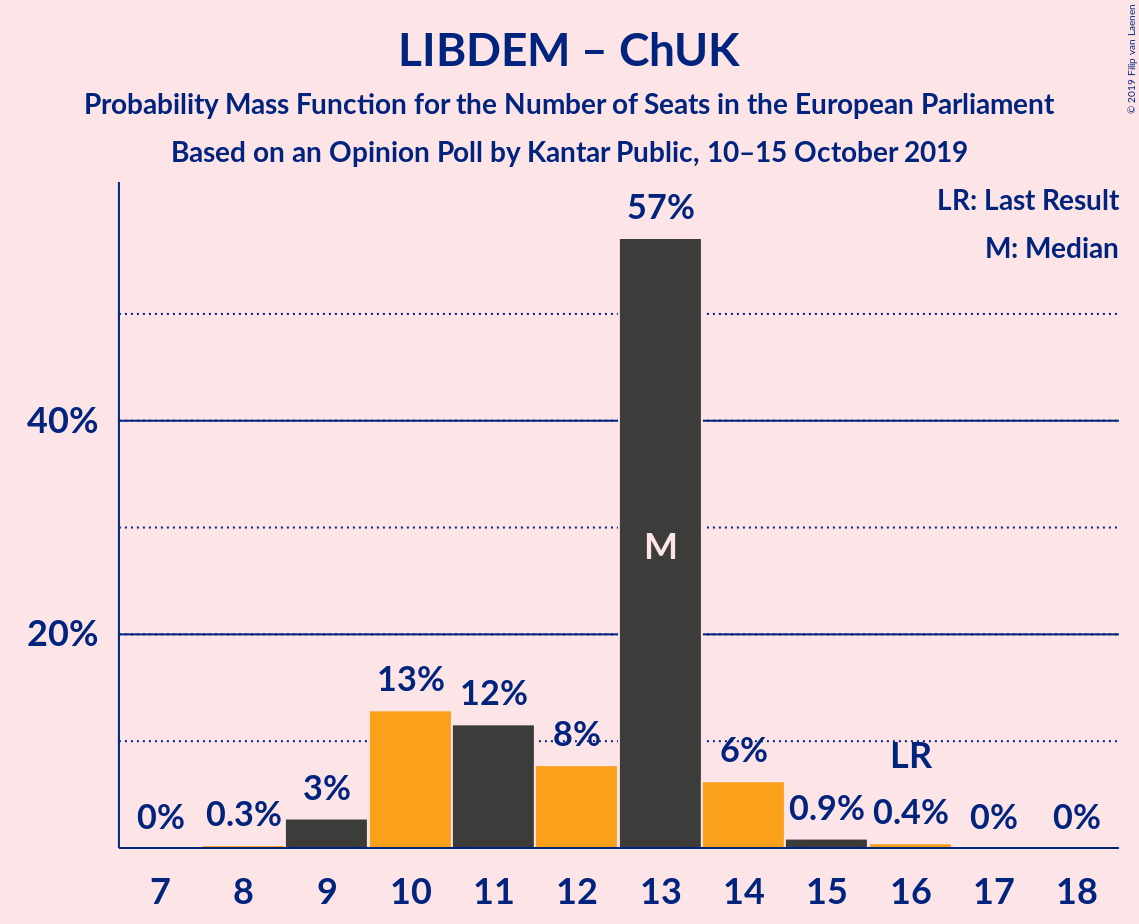 LIBDEM – ChUK
Probability Mass Function for the Number of Seats in the European Parliament
Based on an Opinion Poll by Kantar Public, 10–15 October 2019
© 2019 Filip van Laenen
LR: Last Result
M: Median
57%
40%
M
20%
13%
12%
8%
6%
LR
3%
0%
0.3%
0.9%
0.4%
0%
0%
7 8 9 10 11 12 13 14 15 16 17 18